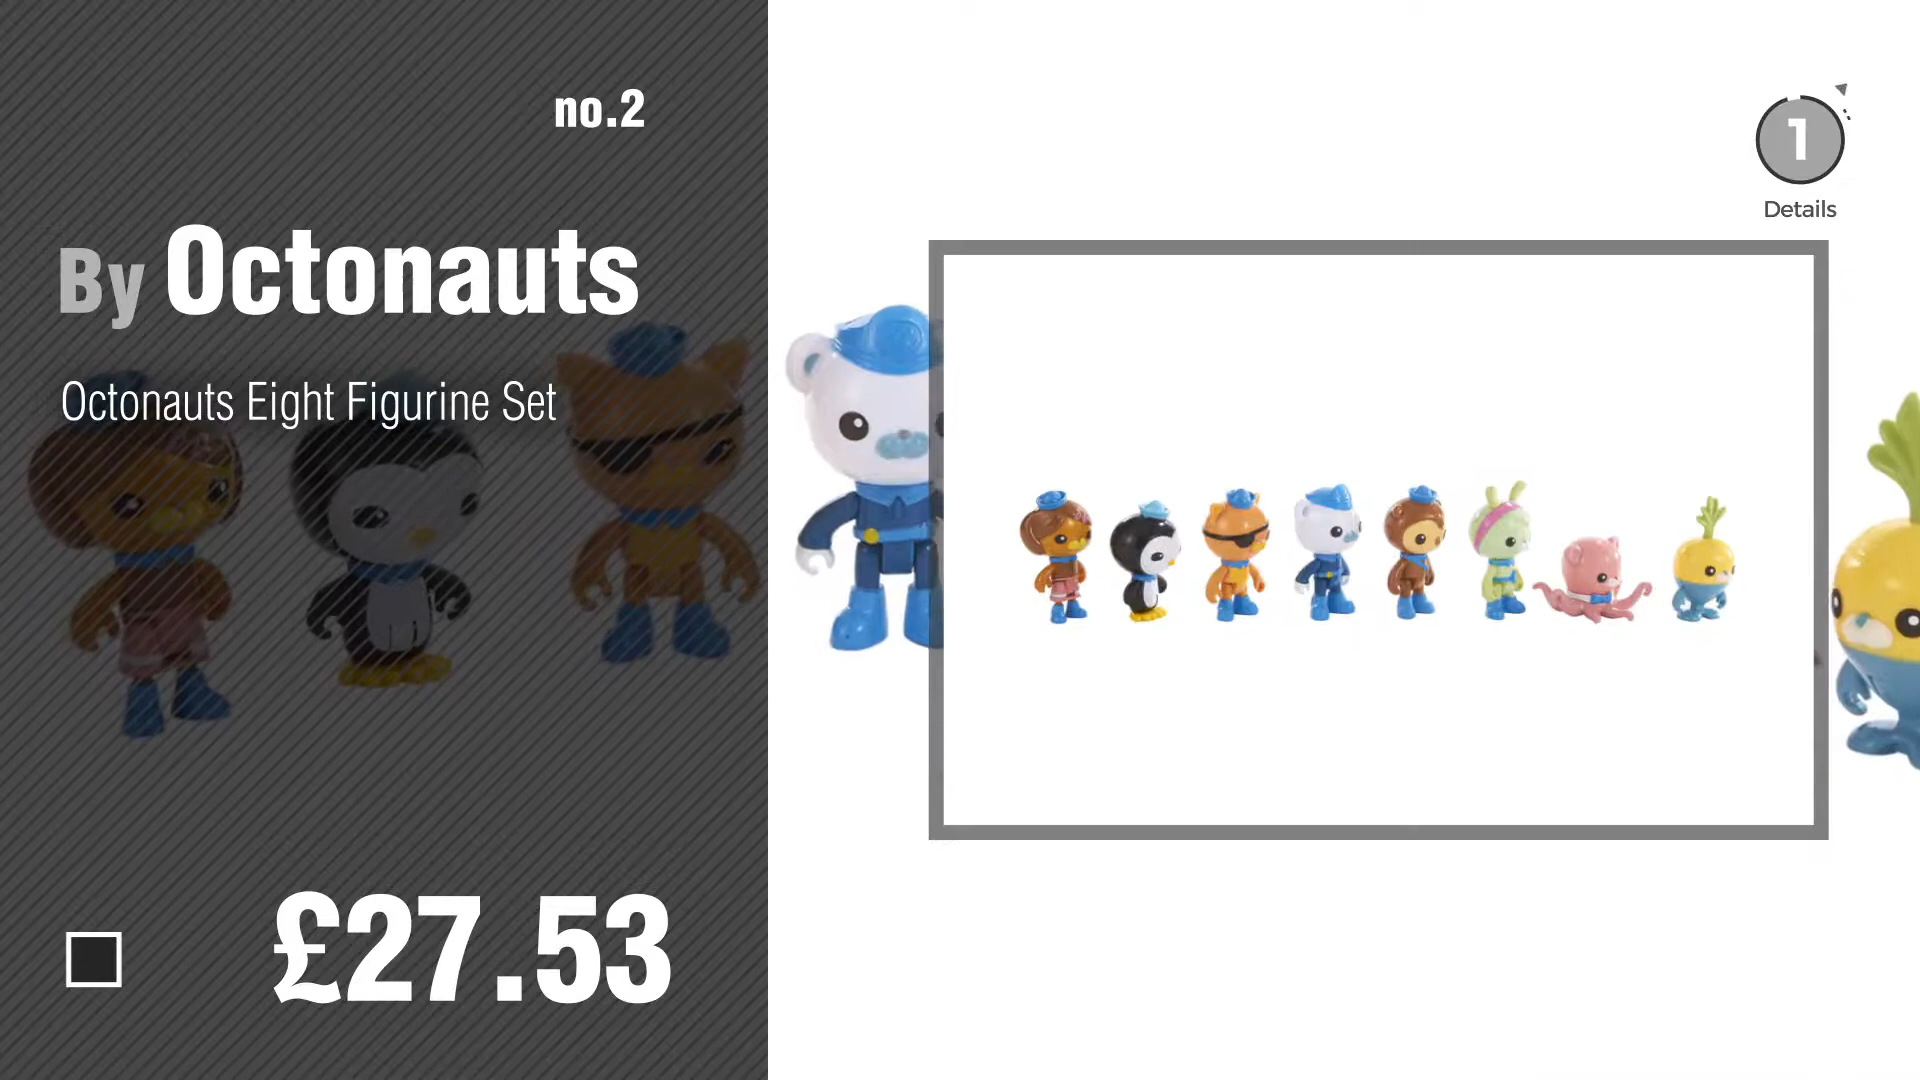 no.2
By Octonauts
Octonauts Eight Figurine Set
£27.53
1
Details